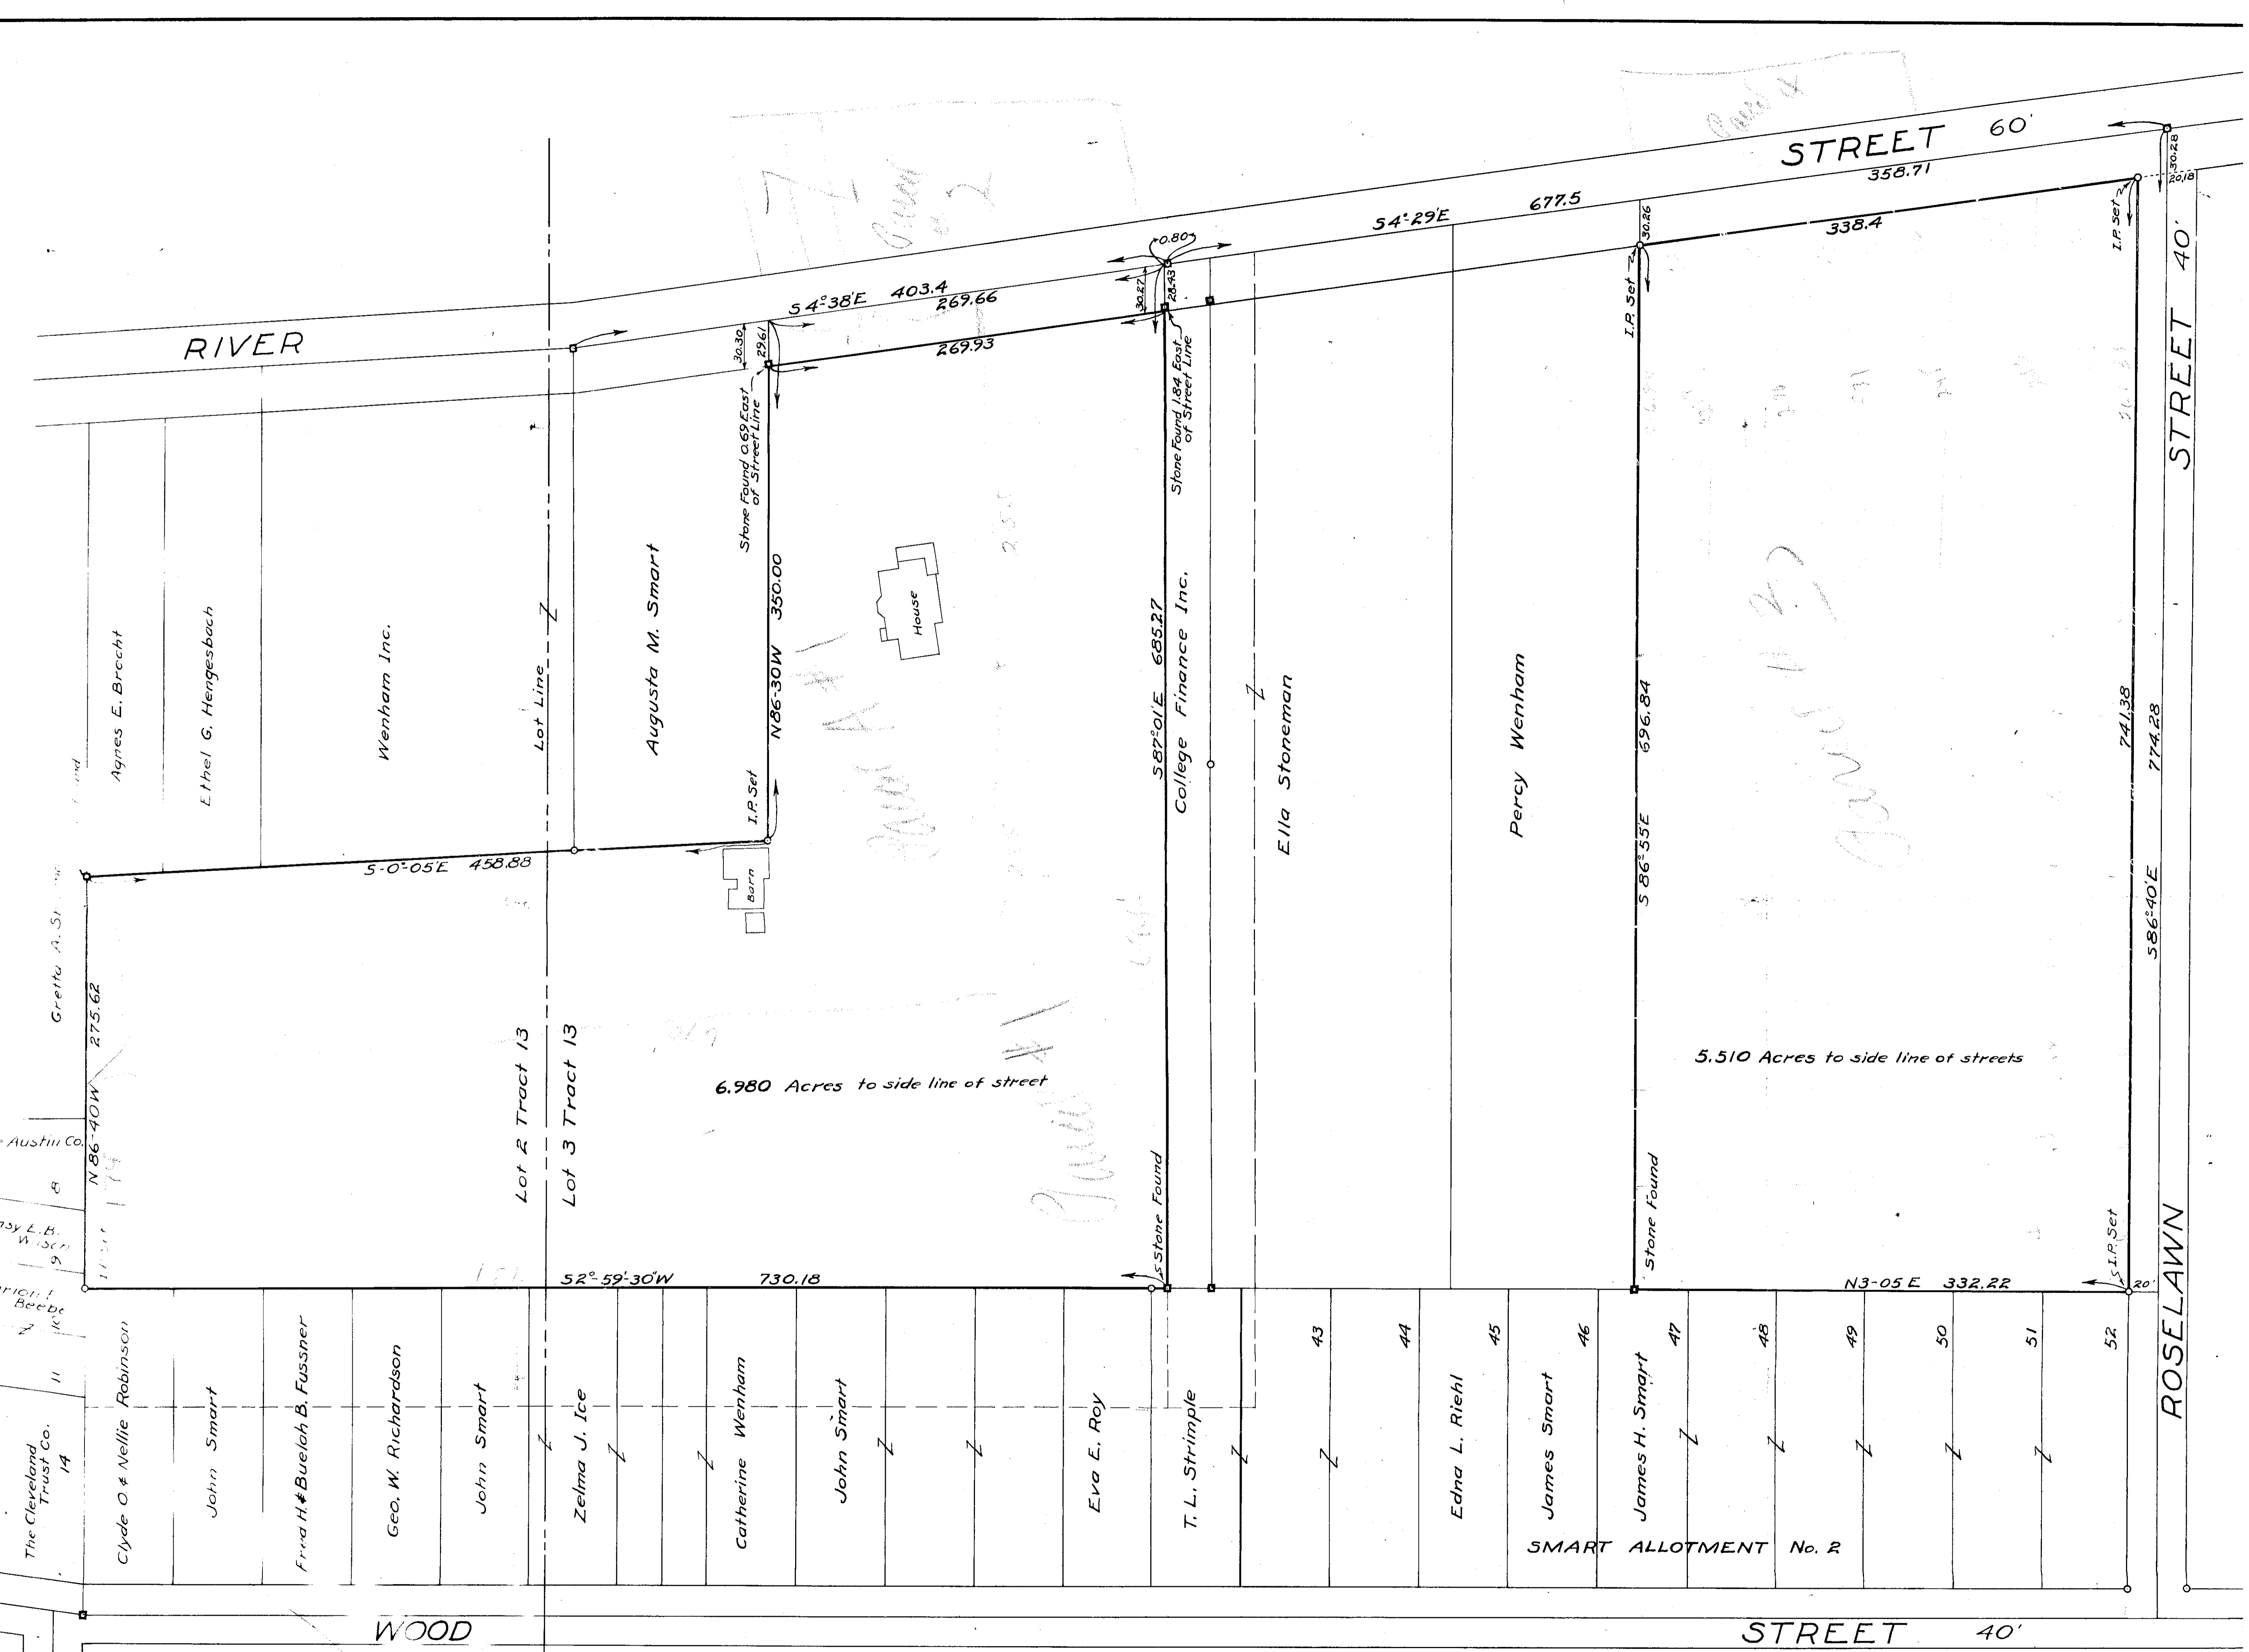 STREET 60'
RIVER
S4°-38'E 403.4
269.66
269.93
0.80
30.27
28.43
30.30
29.61
S4°-29'E
677.5
30.26
358.71
338.4
30.28
20.18
I.P. Set
I.P. Set
STREET 40'
Stone Found 0.69 East
of Street Line
Stone Found 1.84 East
of Street Line
Agnes E. Brecht
Ethel G. Hengesbach
Wenham Inc.
Lot Line
Augusta M. Smart
N86-30W 350.00
I.P. Set
House
Parcel
S87°01'E 685.27
College Finance Inc.
Ella Stoneman
Percy Wenham
S 86°55'E 696.84
741.38
774.28
S86°40'E
S-0°-05'E 458.88
Barn
Gretta A.
N86-40W 275.62
Lot 2 Tract 13
Lot 3 Tract 13
6.980 Acres to side line of street
5.510 Acres to side line of streets
Stone Found
Stone Found
I.P. Set
20'
Austin Co.
8
9
11
S2°-59'-30"W 730.18
N3-05 E 332.22
ROSELAWN
The Cleveland
Trust Co.
14
Clyde O. & Nellie Robinson
John Smart
Fred H. & Buelah B. Fussner
Geo. W. Richardson
John Smart
Zelma J. Ice
Catherine Wenham
John Smart
Eva E. Roy
T. L. Strimple
43
44
45
46
47
48
49
50
51
52
Edna L. Riehl
James Smart
James H. Smart
SMART ALLOTMENT No. 2
WOOD
STREET 40'